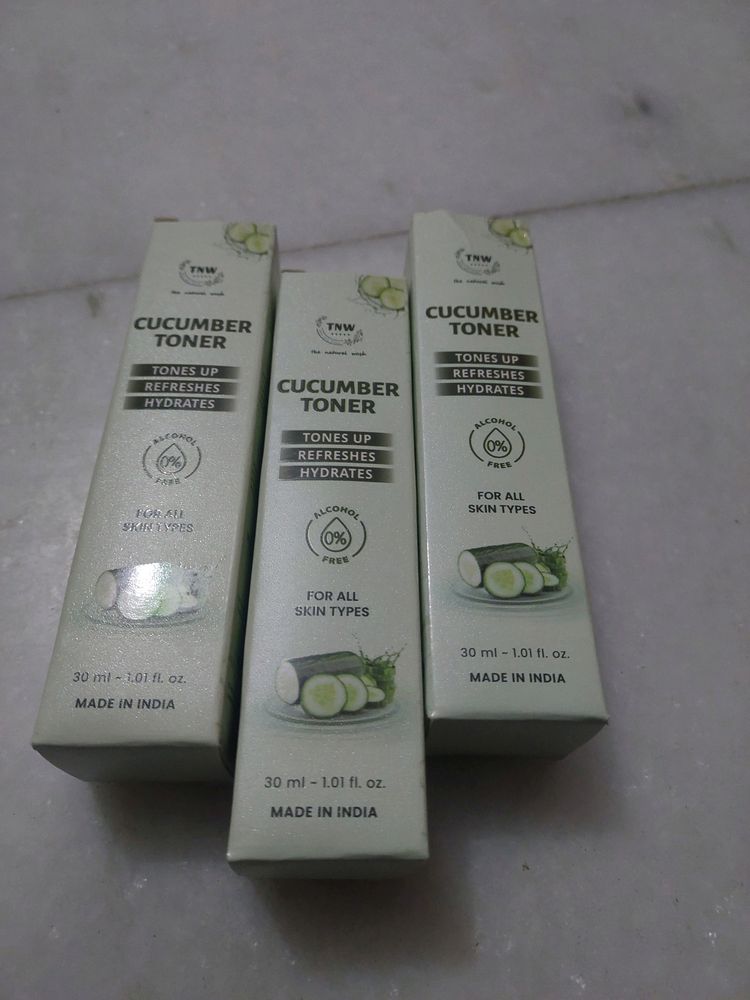 TNW
the natural wash
CUCUMBER
TONER
TONES UP
REFRESHES
HYDRATES
ALCOHOL
0%
FREE
FOR ALL
SKIN TYPES
30 ml ~ 1.01 fl. oz.
MADE IN INDIA
TNW
the natural wash
CUCUMBER
TONER
TONES UP
REFRESHES
HYDRATES
ALCOHOL
0%
FREE
FOR ALL
SKIN TYPES
30 ml ~ 1.01 fl. oz.
MADE IN INDIA
TNW
the natural wash
CUCUMBER
TONER
TONES UP
REFRESHES
HYDRATES
ALCOHOL
0%
FREE
FOR ALL
SKIN TYPES
30 ml ~ 1.01 fl. oz.
MADE IN INDIA